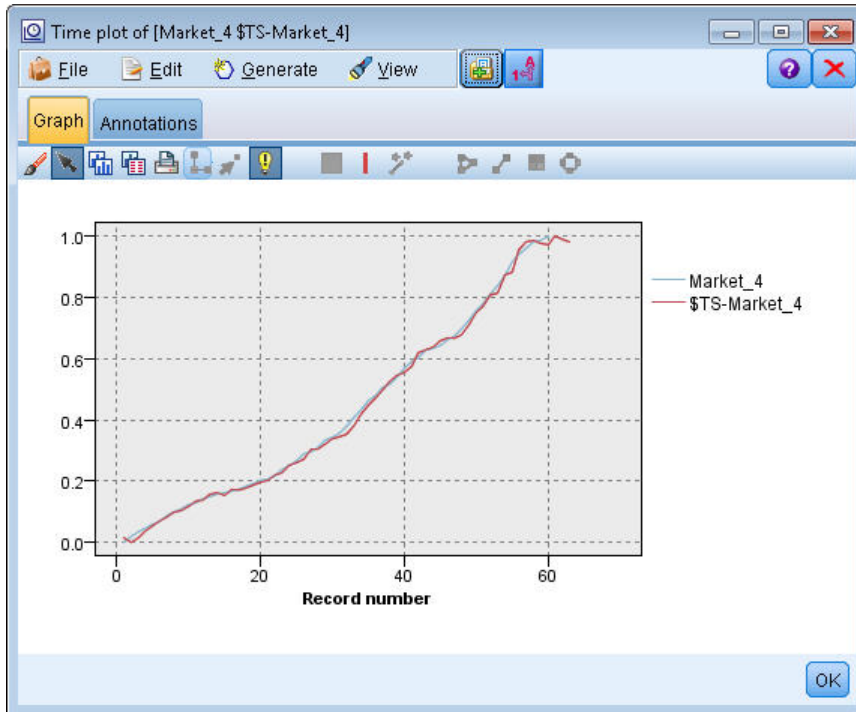 Time plot of [Market_4 $TS-Market_4]
File Edit Generate View
Graph Annotations
1.0
0.8
0.6
0.4
0.2
0.0
0 20 40 60
Record number
Market_4
$TS-Market_4
OK